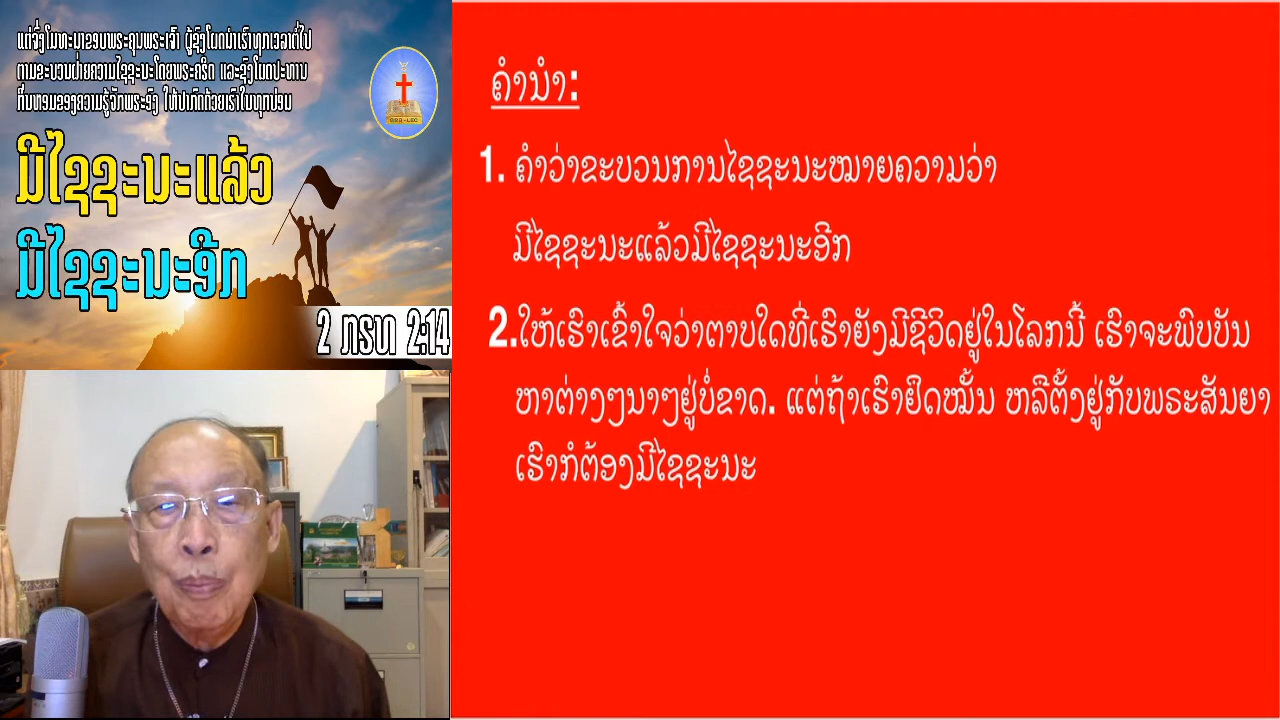 ແຕ່ຈົ່ງໂມທະນາຂອບພຣະຄຸນພຣະເຈົ້າ ຜູ້ຊົງໂຜດນຳເຮົາທຸກເວລາຕໍ່ໄປ
ຕາມຂະບວນຝ່າຍຄວາມໄຊຊະນະໂດຍພຣະຄຣິດ ແລະຊົງໂຜດປະທານ
ກິ່ນຫອມຂອງຄວາມຮູ້ຈັກພຣະອົງ ໃຫ້ປາກົດດ້ວຍເຮົາໃນທຸກບ່ອນ
ມີໄຊຊະນະແລ້ວ
ມີໄຊຊະນະອີກ
2 ກຣທ 2:14
ຄຳນຳ:
1. ຄຳວ່າຂະບວນການໄຊຊະນະໝາຍຄວາມວ່າ
ມີໄຊຊະນະແລ້ວມີໄຊຊະນະອີກ
2.ໃຫ້ເຮົາເຂົ້າໃຈວ່າຕາບໃດທີ່ເຮົາຍັງມີຊີວິດຢູ່ໃນໂລກນີ້ ເຮົາຈະພົບບັນ
ຫາຕ່າງໆນາໆຢູ່ບໍ່ຂາດ. ແຕ່ຖ້າເຮົາຢຶດໝັ້ນ ຫລືຕັ້ງຢູ່ກັບພຣະສັນຍາ
ເຮົາກໍຕ້ອງມີໄຊຊະນະ